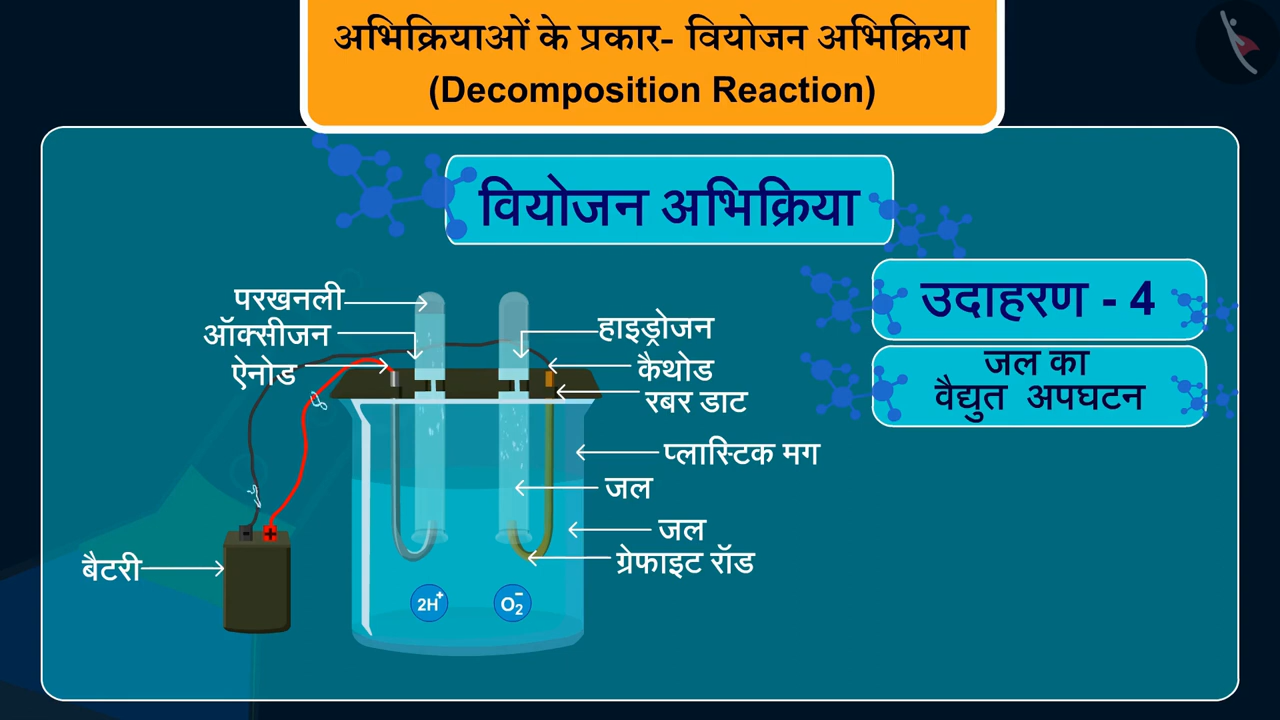 अभिक्रियाओं के प्रकार- वियोजन अभिक्रिया
(Decomposition Reaction)
वियोजन अभिक्रिया
उदाहरण - 4
जल का
वैद्युत अपघटन
परखनली
ऑक्सीजन
ऐनोड
हाइड्रोजन
कैथोड
रबर डाट
प्लास्टिक मग
जल
जल
ग्रेफाइट रॉड
बैटरी
- +
2H⁺
O₂⁻